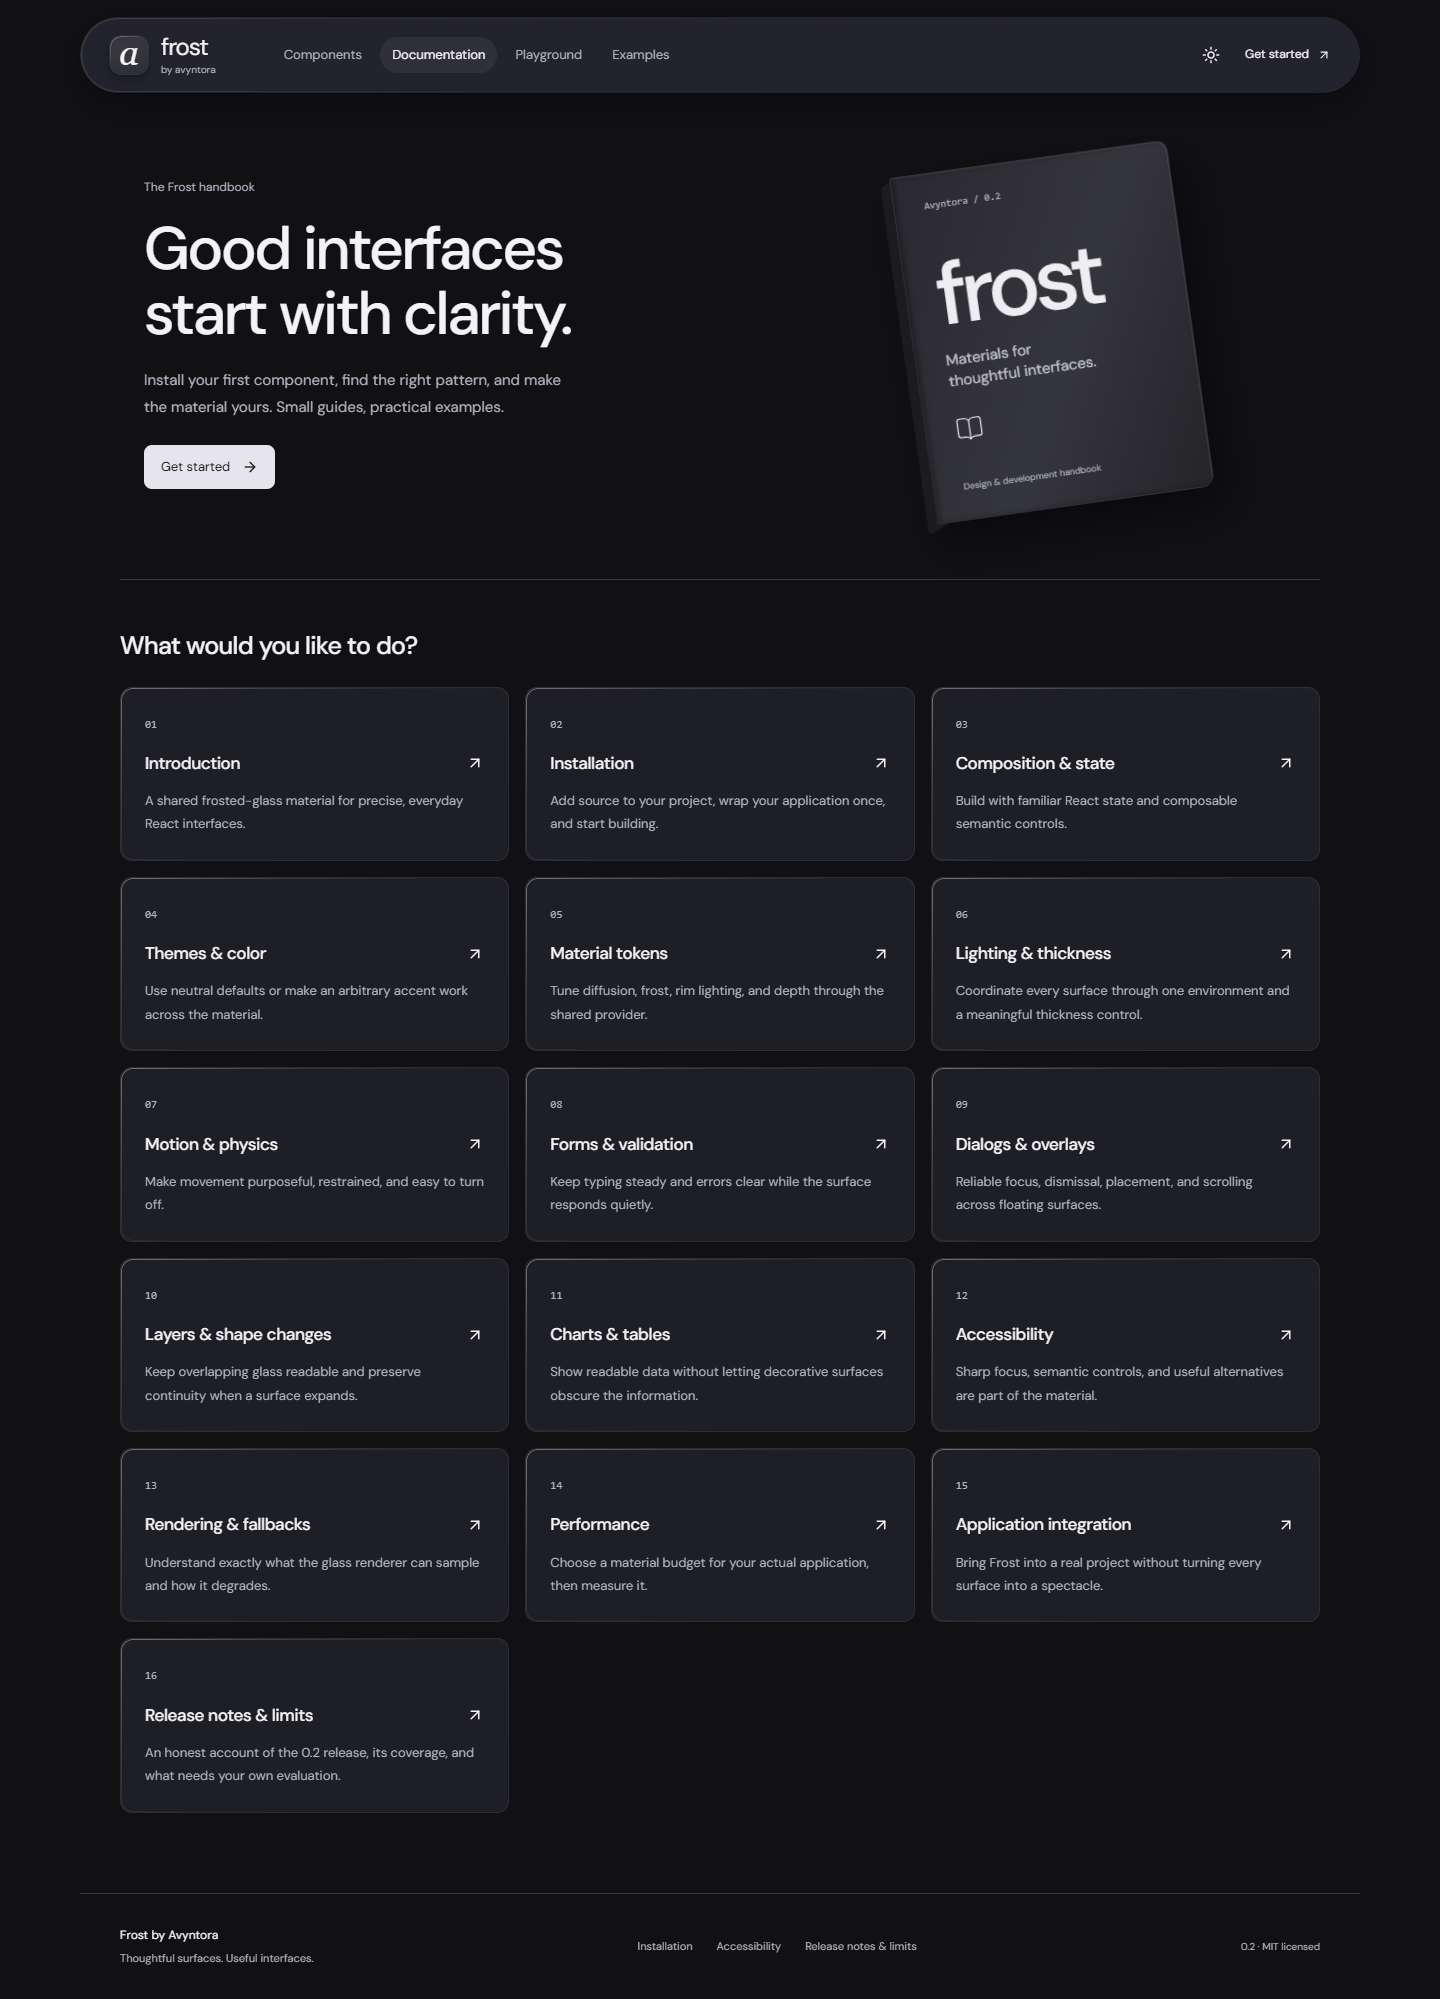 a
frost
by avyntora
Components
Documentation
Playground
Examples
Get started
The Frost handbook
Good interfaces
start with clarity.
Install your first component, find the right pattern, and make
the material yours. Small guides, practical examples.
Get started
Avyntora / 0.2
frost
Materials for
thoughtful interfaces.
Design & development handbook
What would you like to do?
01
Introduction
A shared frosted-glass material for precise, everyday
React interfaces.
02
Installation
Add source to your project, wrap your application once,
and start building.
03
Composition & state
Build with familiar React state and composable
semantic controls.
04
Themes & color
Use neutral defaults or make an arbitrary accent work
across the material.
05
Material tokens
Tune diffusion, frost, rim lighting, and depth through the
shared provider.
06
Lighting & thickness
Coordinate every surface through one environment and
a meaningful thickness control.
07
Motion & physics
Make movement purposeful, restrained, and easy to turn
off.
08
Forms & validation
Keep typing steady and errors clear while the surface
responds quietly.
09
Dialogs & overlays
Reliable focus, dismissal, placement, and scrolling
across floating surfaces.
10
Layers & shape changes
Keep overlapping glass readable and preserve
continuity when a surface expands.
11
Charts & tables
Show readable data without letting decorative surfaces
obscure the information.
12
Accessibility
Sharp focus, semantic controls, and useful alternatives
are part of the material.
13
Rendering & fallbacks
Understand exactly what the glass renderer can sample
and how it degrades.
14
Performance
Choose a material budget for your actual application,
then measure it.
15
Application integration
Bring Frost into a real project without turning every
surface into a spectacle.
16
Release notes & limits
An honest account of the 0.2 release, its coverage, and
what needs your own evaluation.
Frost by Avyntora
Thoughtful surfaces. Useful interfaces.
Installation
Accessibility
Release notes & limits
0.2 · MIT licensed